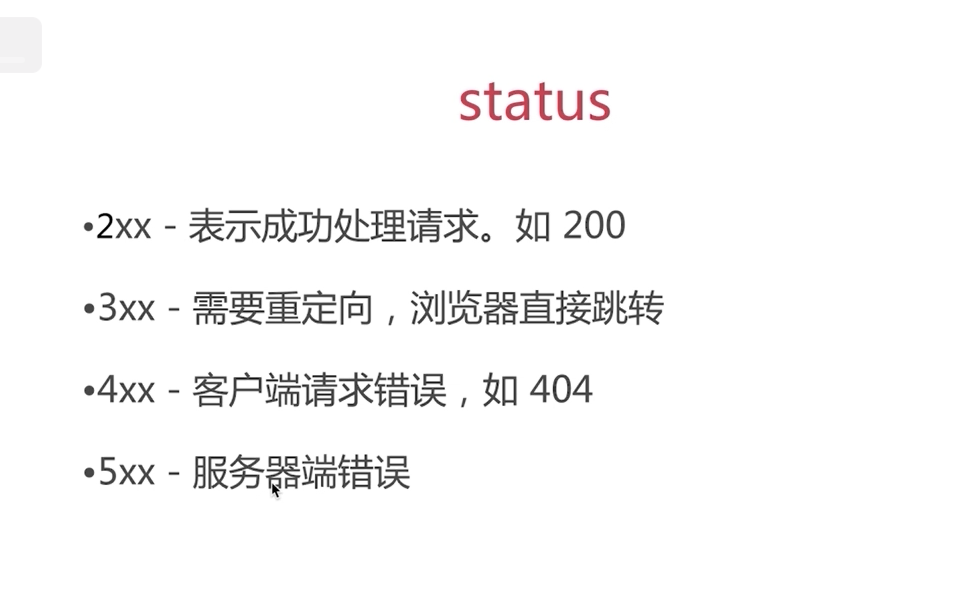 status
•2xx - 表示成功处理请求。如 200
•3xx - 需要重定向，浏览器直接跳转
•4xx - 客户端请求错误，如 404
•5xx - 服务器端错误